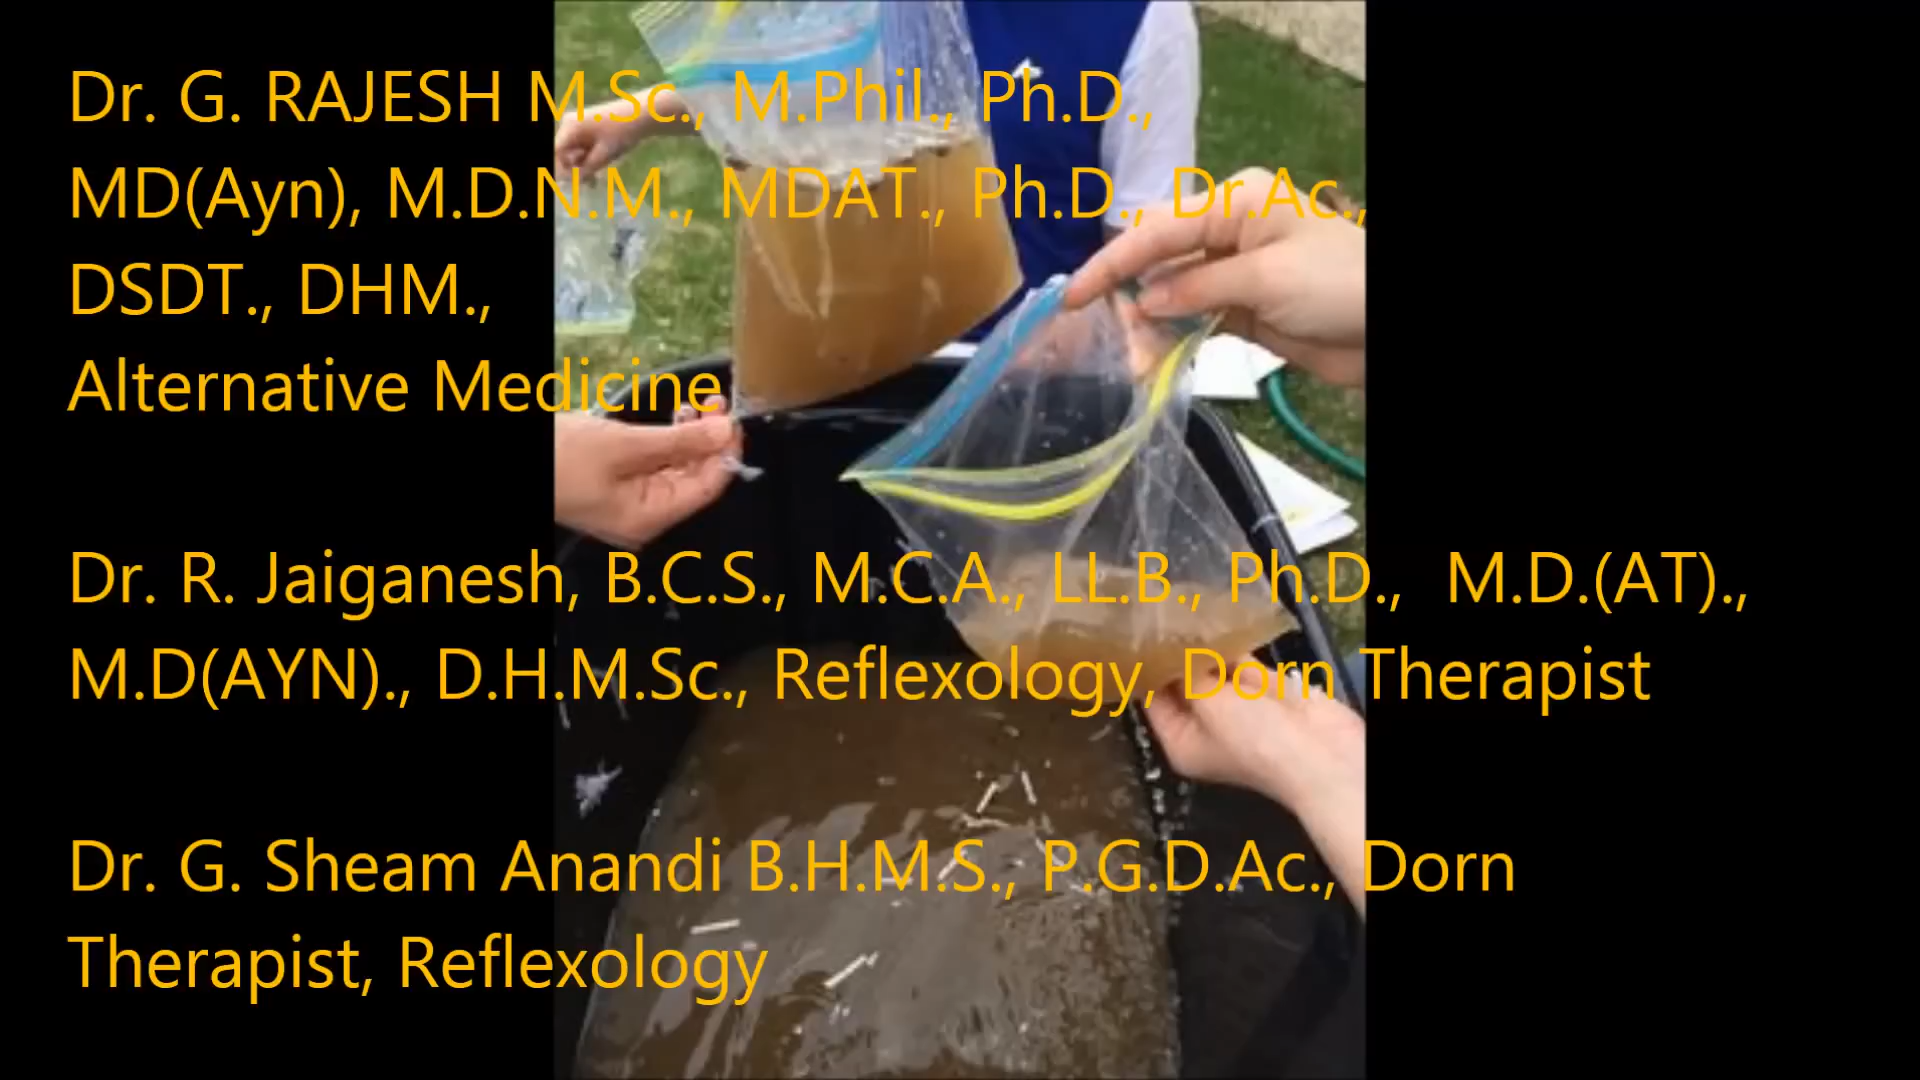 Dr. G. RAJESH M.Sc., M.Phil., Ph.D.,
MD(Ayn), M.D.N.M., MDAT., Ph.D., Dr.Ac.,
DSDT., DHM.,
Alternative Medicine
Dr. R. Jaiganesh, B.C.S., M.C.A., LL.B., Ph.D., M.D.(AT).,
M.D(AYN)., D.H.M.Sc., Reflexology, Dorn Therapist
Dr. G. Sheam Anandi B.H.M.S., P.G.D.Ac., Dorn
Therapist, Reflexology